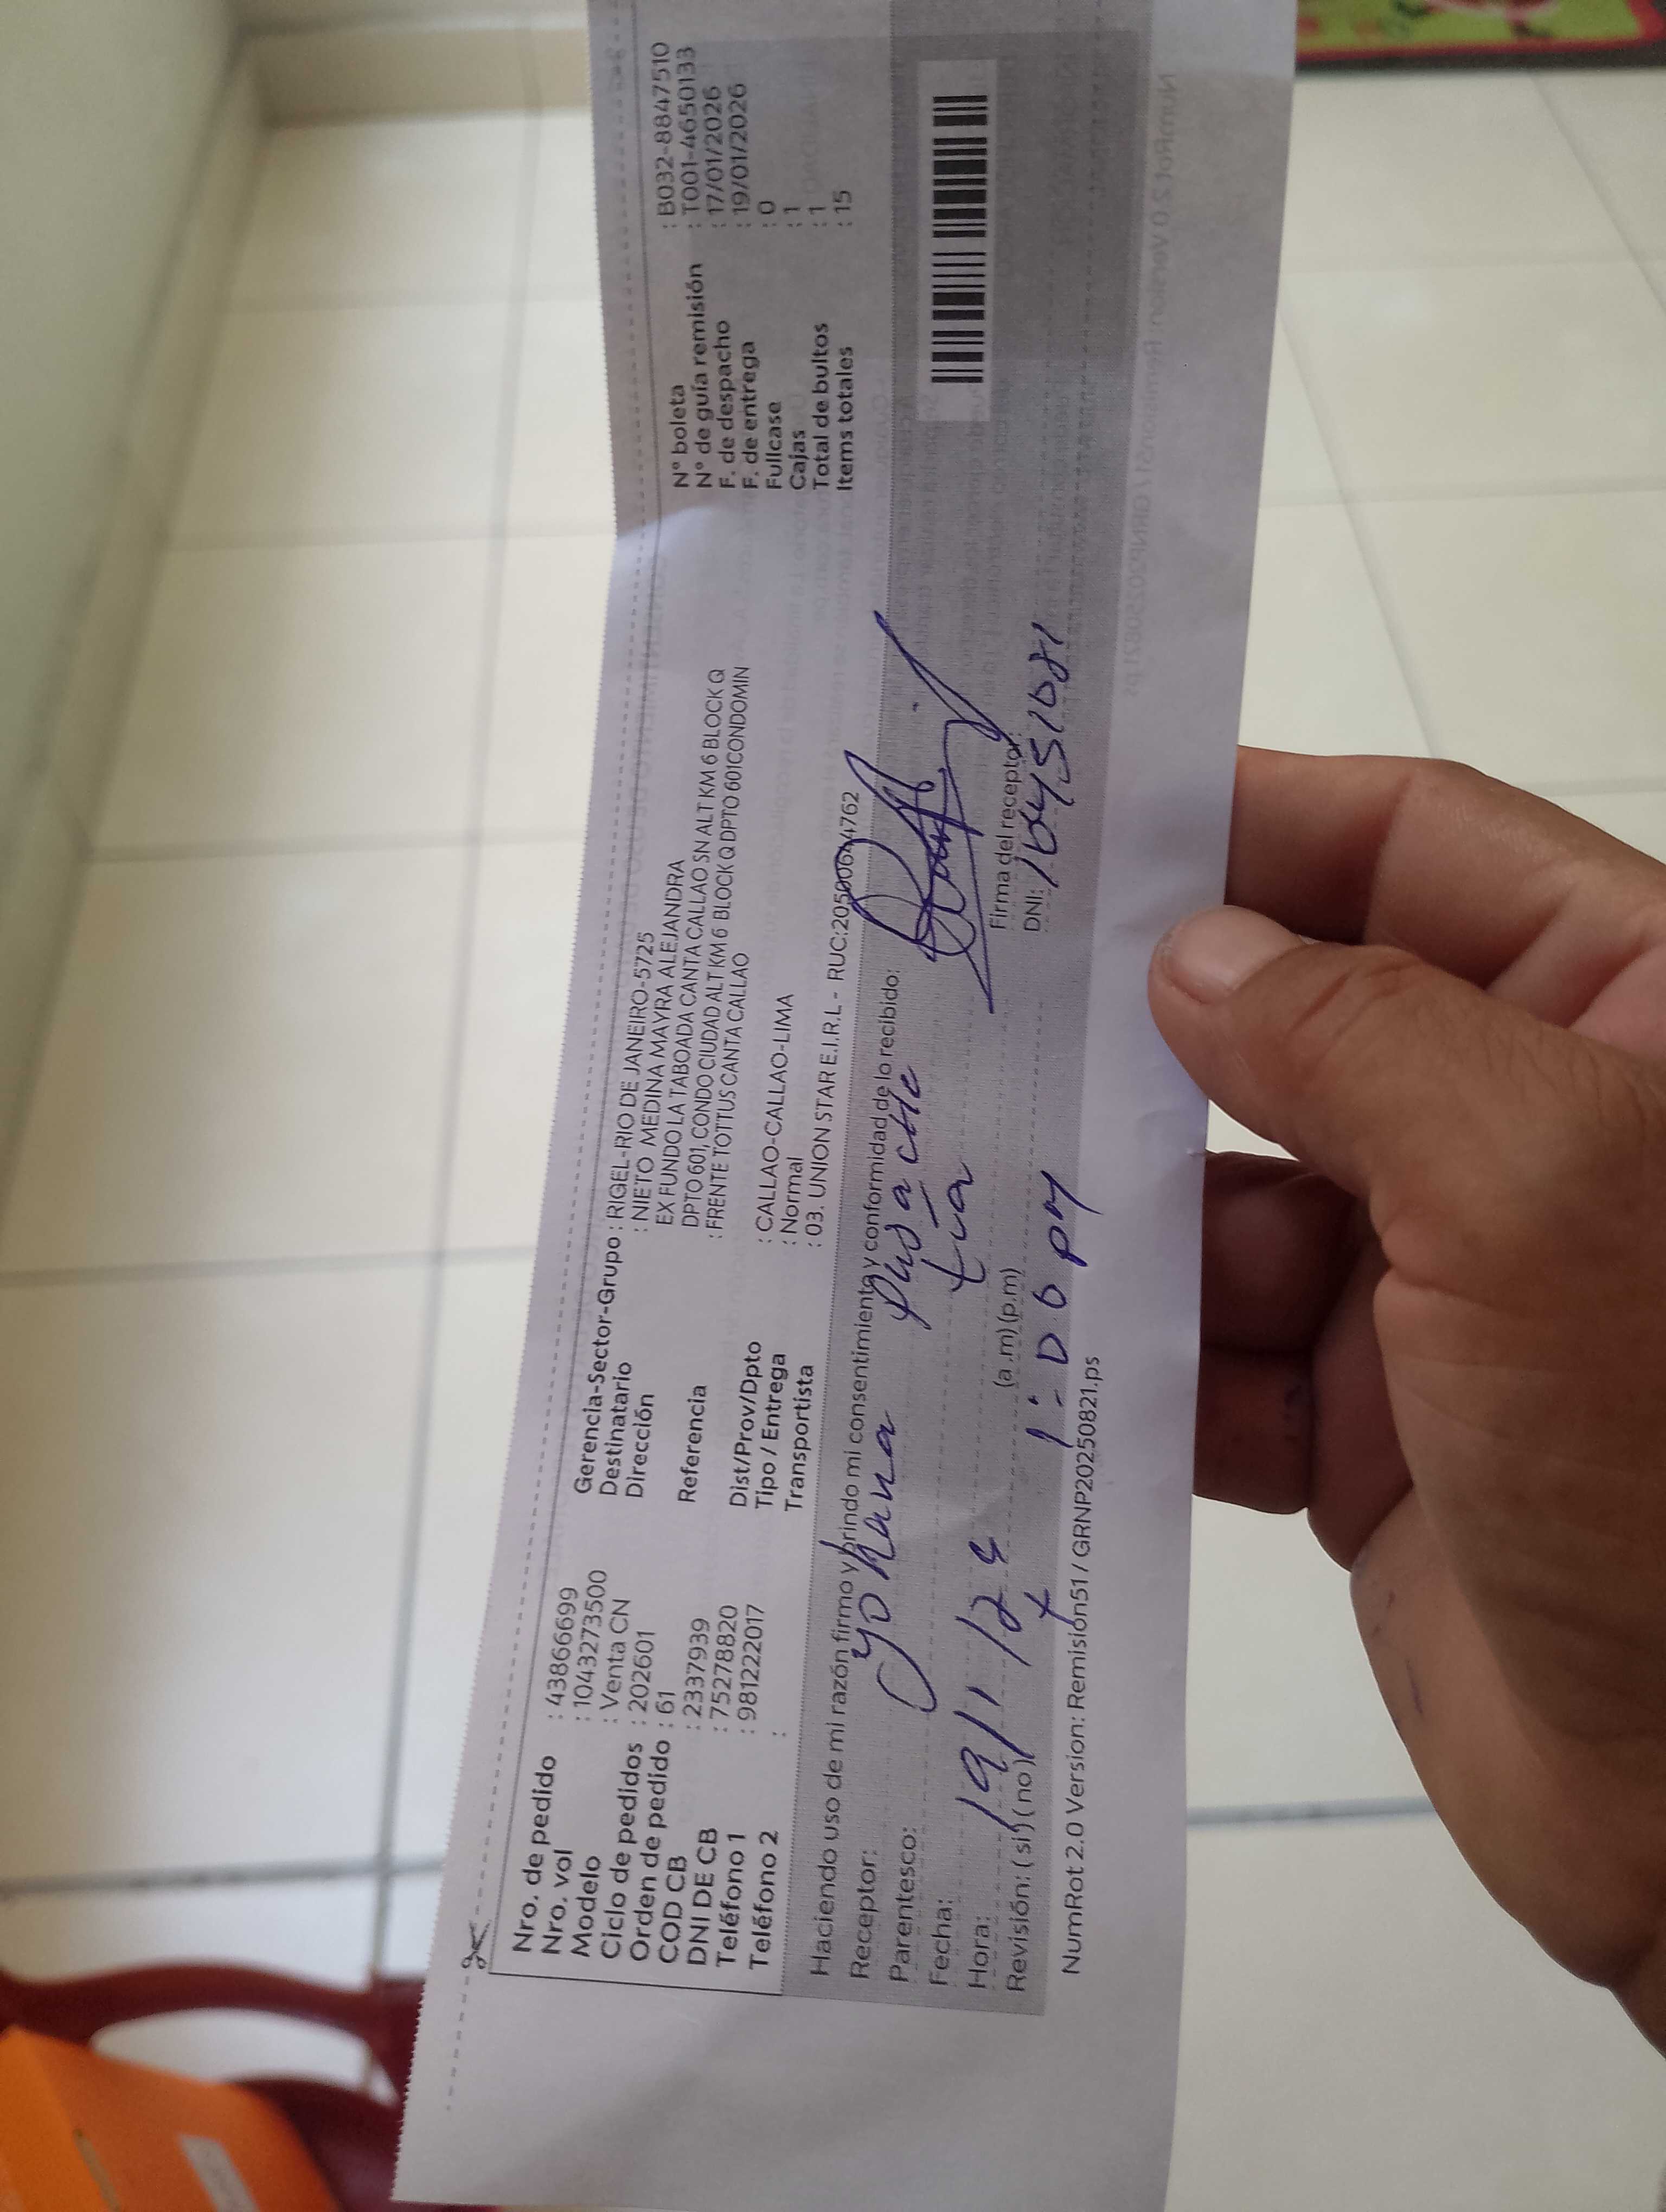 Nro. de pedido : 43866699
Nro. vol : 1043273500
Modelo : Venta CN
Ciclo de pedidos : 202601
Orden de pedido : 61
COD CB : 2337939
DNI DE CB : 75278820
Teléfono 1 : 981222017
Teléfono 2 :
Gerencia-Sector-Grupo : RIGEL-RIO DE JANEIRO-5725
Destinatario : NIETO MEDINA MAYRA ALEJANDRA
Dirección EX FUNDO LA TABOADA CANTA CALLAO SN ALT KM 6 BLOCK Q
DPTO 601, CONDO CIUDAD ALT KM 6 BLOCK Q DPTO 601CONDOMIN
Referencia : FRENTE TOTTUS CANTA CALLAO
Dist/Prov/Dpto : CALLAO-CALLAO-LIMA
Tipo / Entrega : Normal
Transportista : 03. UNION STAR E.I.R.L - RUC:20500644762
N° boleta : B032-8847510
N° de guía remisión : T001-4650133
F. de despacho : 17/01/2026
F. de entrega : 19/01/2026
Fullcase : 0
Cajas : 1
Total de bultos : 1
Items totales : 15
Haciendo uso de mi razón firmo y brindo mi consentimiento y conformidad de lo recibido:
Receptor: Yohana
Parentesco: tia
Fecha: 19/1/
Hora: (a.m) (p.m) 1:00 pm
Revisión: ( si) ( no)
Firma del receptor:
DNI:
NumRot 2.0 Version: Remisión51 / GRNP20250821.ps